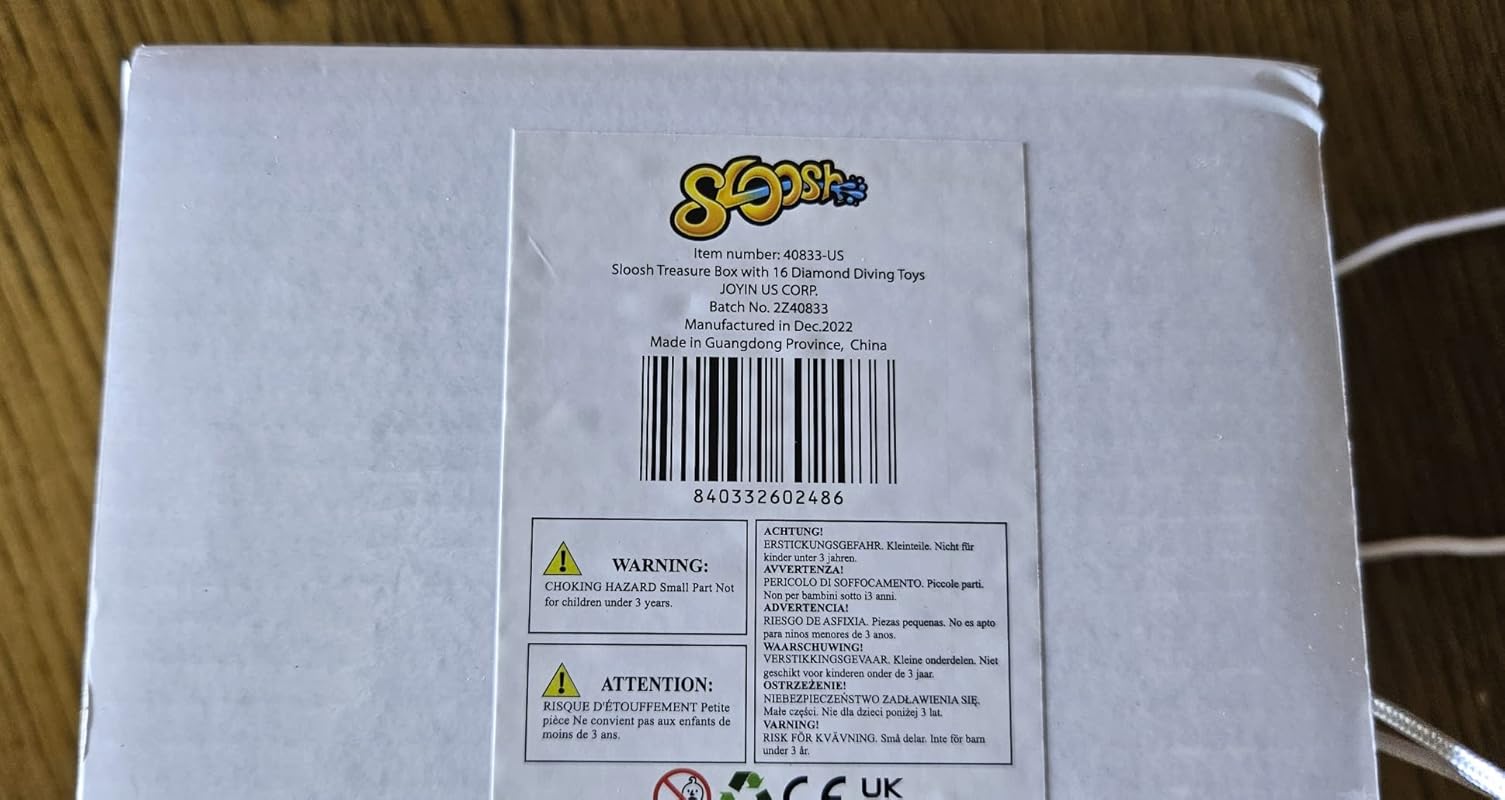 Sloosh
Item number: 40833-US
Sloosh Treasure Box with 16 Diamond Diving Toys
JOYIN US CORP.
Batch No. 2Z40833
Manufactured in Dec.2022
Made in Guangdong Province, China
840332602486
WARNING:
CHOKING HAZARD Small Part Not
for children under 3 years.
ATTENTION:
RISQUE D'ÉTOUFFEMENT Petite
pièce Ne convient pas aux enfants de
moins de 3 ans.
ACHTUNG!
ERSTICKUNGSGEFAHR. Kleinteile. Nicht für
kinder unter 3 jahren.
AVVERTENZA!
PERICOLO DI SOFFOCAMENTO. Piccole parti.
Non per bambini sotto i3 anni.
ADVERTENCIA!
RIESGO DE ASFIXIA. Piezas pequenas. No es apto
para ninos menores de 3 anos.
WAARSCHUWING!
VERSTIKKINGSGEVAAR. Kleine onderdelen. Niet
geschikt voor kinderen onder de 3 jaar.
OSTRZEŻENIE!
NIEBEZPIECZEŃSTWO ZADŁAWIENIA SIĘ.
Małe części. Nie dla dzieci poniżej 3 lat.
VARNING!
RISK FÖR KVÄVNING. Små delar. Inte för barn
under 3 år.
CE UK